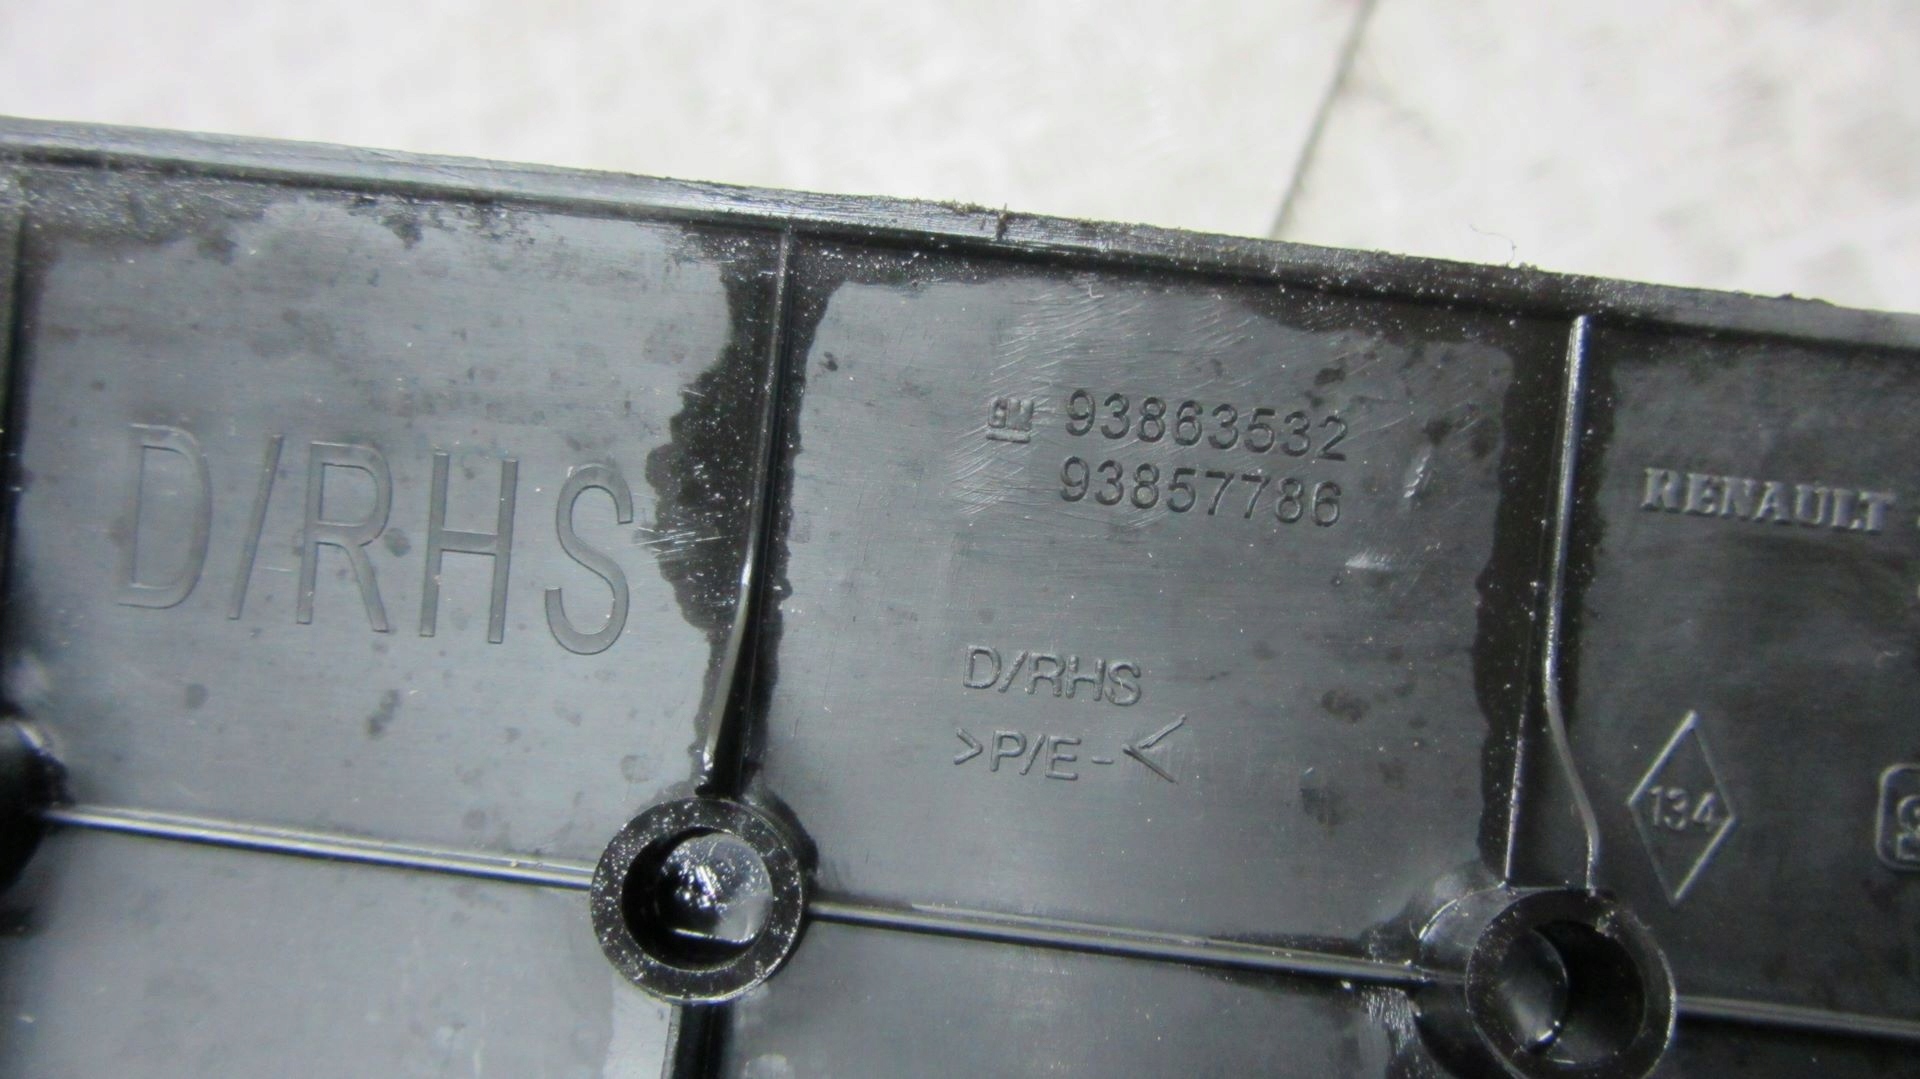 D/RHS
GM 93863532
93857786
D/RHS
>P/E-<
RENAULT
134